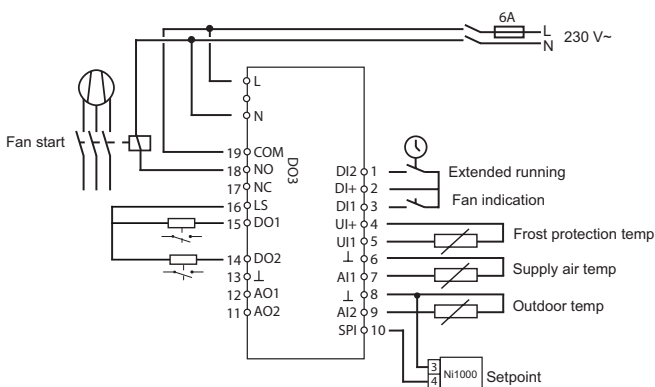 6A
L
N
230 V~
L
N
Fan start
19 COM
18 NO
17 NC
16 LS
15 DO1
14 DO2
13 ⊥
12 AO1
11 AO2
DO3
DI2 1
DI+ 2
DI1 3
UI+ 4
UI1 5
⊥ 6
AI1 7
⊥ 8
AI2 9
SPI 10
Extended running
Fan indication
Frost protection temp
Supply air temp
Outdoor temp
3
4
Ni1000
Setpoint